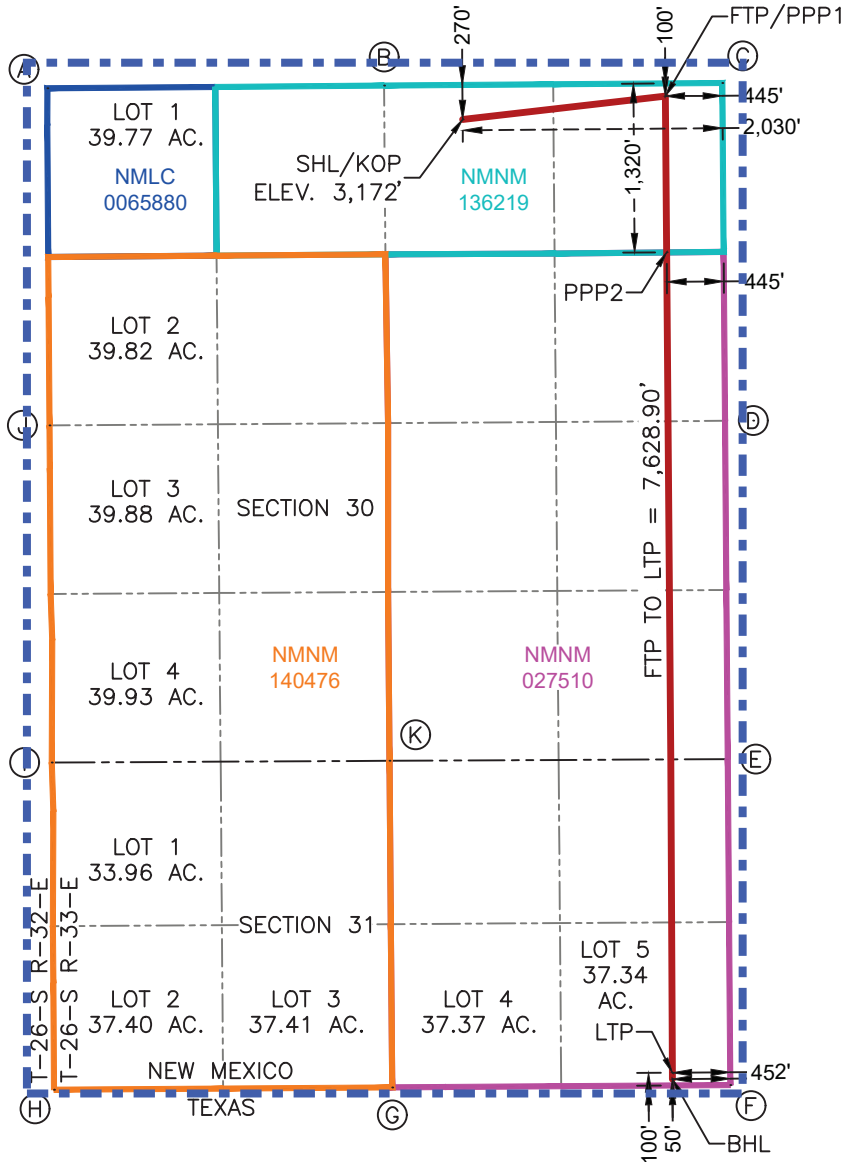 FTP/PPP1
270'
100'
A
B
C
LOT 1
39.77 AC.
445'
2,030'
SHL/KOP
ELEV. 3,172'
NMLC
0065880
NMNM
136219
1,320'
PPP2
445'
LOT 2
39.82 AC.
J
D
FTP TO LTP = 7,628.90'
LOT 3
39.88 AC.
SECTION 30
LOT 4
39.93 AC.
NMNM
140476
NMNM
027510
K
I
E
LOT 1
33.96 AC.
T-26-S R-32-E
T-26-S R-33-E
SECTION 31
LOT 5
37.34
AC.
LOT 2
37.40 AC.
LOT 3
37.41 AC.
LOT 4
37.37 AC.
LTP
NEW MEXICO
452'
H
TEXAS
G
F
100'
50'
BHL